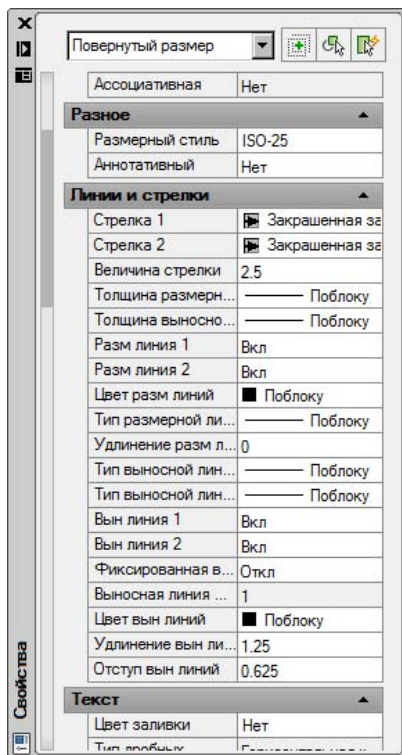 Повернутый размер
Ассоциативная Нет
Разное
Размерный стиль ISO-25
Аннотативный Нет
Линии и стрелки
Стрелка 1 Закрашенная за
Стрелка 2 Закрашенная за
Величина стрелки 2.5
Толщина размерн... Поблоку
Толщина выносно... Поблоку
Разм линия 1 Вкл
Разм линия 2 Вкл
Цвет разм линий Поблоку
Тип размерной ли... Поблоку
Удлинение разм л... 0
Тип выносной лин... Поблоку
Тип выносной лин... Поблоку
Вын линия 1 Вкл
Вын линия 2 Вкл
Фиксированная в... Откл
Выносная линия ... 1
Цвет вын линий Поблоку
Удлинение вын ли... 1.25
Отступ вын линий 0.625
Текст
Цвет заливки Нет
Тип дробных
Свойства